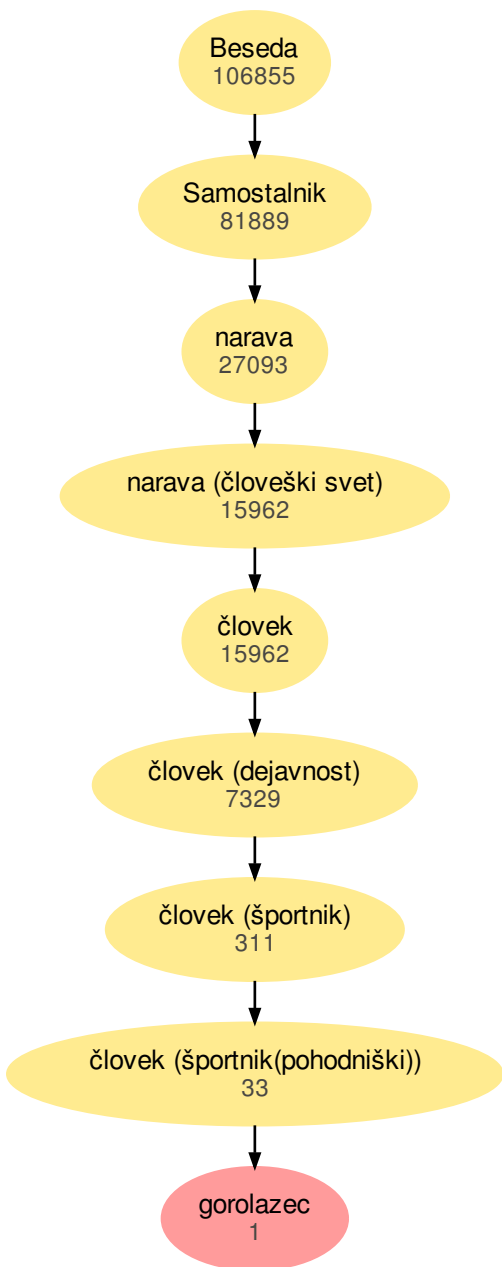 Beseda
106855
Samostalnik
81889
narava
27093
narava (človeški svet)
15962
človek
15962
človek (dejavnost)
7329
človek (športnik)
311
človek (športnik(pohodniški))
33
gorolazec
1